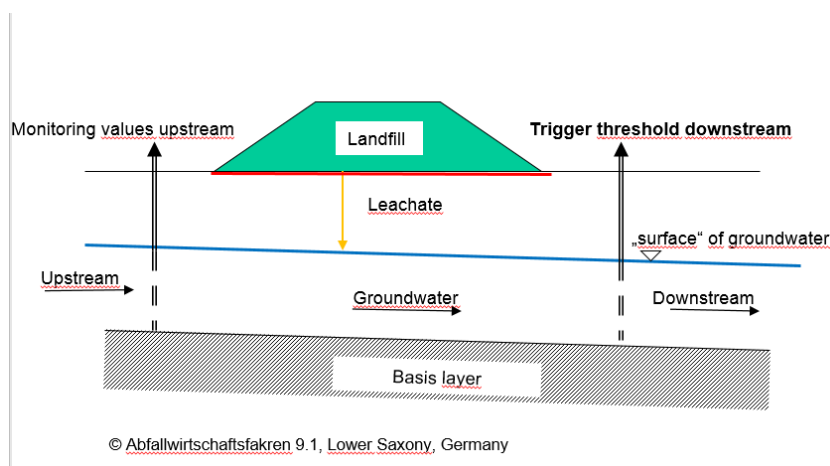 Monitoring values upstream
Landfill
Trigger threshold downstream
Leachate
„surface“ of groundwater
Upstream
Groundwater
Downstream
Basis layer
© Abfallwirtschaftsfakren 9.1, Lower Saxony, Germany